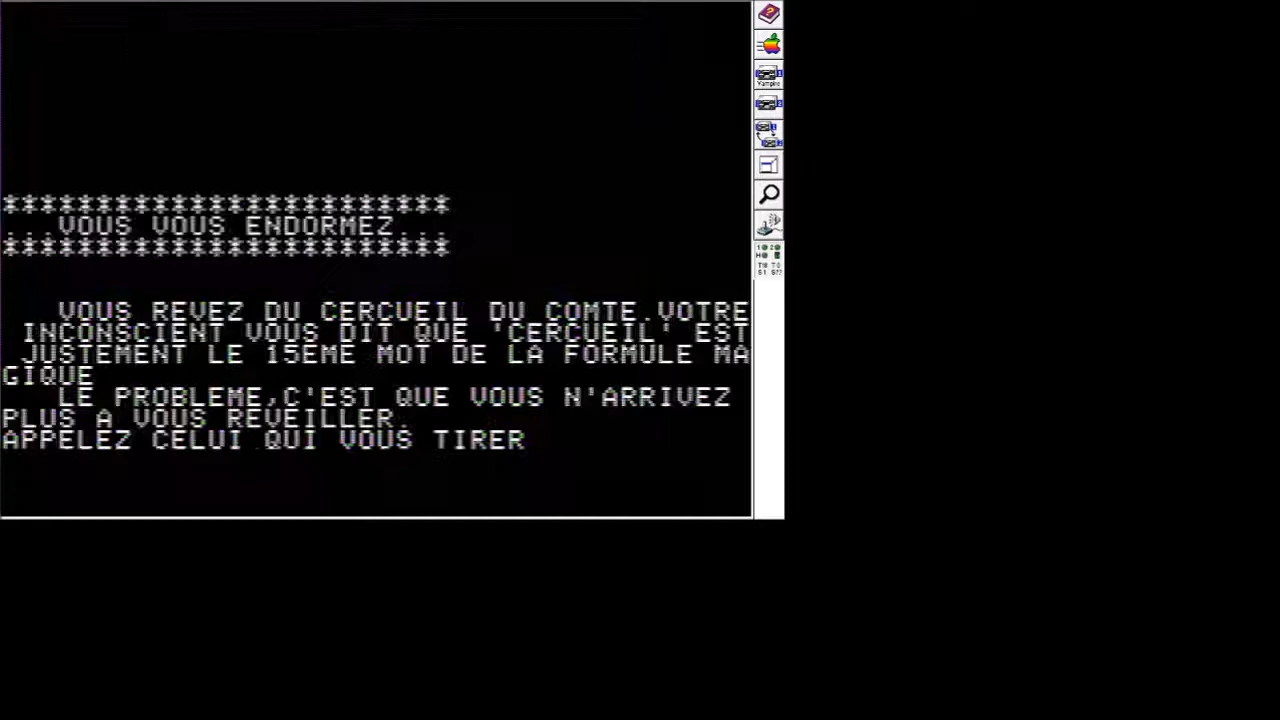 ************************
...VOUS VOUS ENDORMEZ...
************************
VOUS REVEZ DU CERCUEIL DU COMTE.VOTRE
INCONSCIENT VOUS DIT QUE 'CERCUEIL' EST
JUSTEMENT LE 15EME MOT DE LA FORMULE MA
GIQUE
LE PROBLEME,C'EST QUE VOUS N'ARRIVEZ
PLUS A VOUS REVEILLER.
APPELEZ CELUI QUI VOUS TIRER